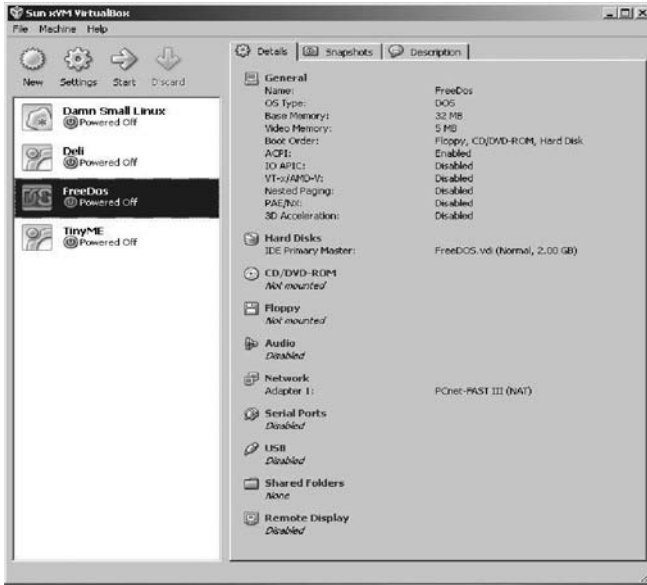 Sun xVM VirtualBox
File Machine Help
New Settings Start Discard
Damn Small Linux
Powered Off
Deli
Powered Off
FreeDos
Powered Off
TinyME
Powered Off
Details Snapshots Description
General
Name: FreeDos
OS Type: DOS
Base Memory: 32 MB
Video Memory: 5 MB
Boot Order: Floppy, CD/DVD-ROM, Hard Disk
ACPI: Enabled
IO APIC: Disabled
VT-x/AMD-V: Disabled
Nested Paging: Disabled
PAE/NX: Disabled
3D Acceleration: Disabled
Hard Disks
IDE Primary Master: FreeDOS.vdi (Normal, 2.00 GB)
CD/DVD-ROM
Not mounted
Floppy
Not mounted
Audio
Disabled
Network
Adapter 1: PCnet-FAST III (NAT)
Serial Ports
Disabled
USB
Disabled
Shared Folders
None
Remote Display
Disabled